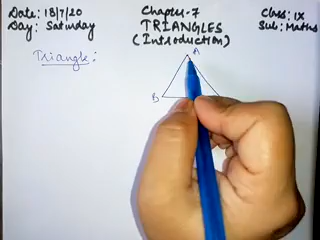 Date: 18/7/20 Chapter-7 Class: IX
Day: Saturday TRIANGLES Sub: Maths
(Introduction)
Triangle:
A
B